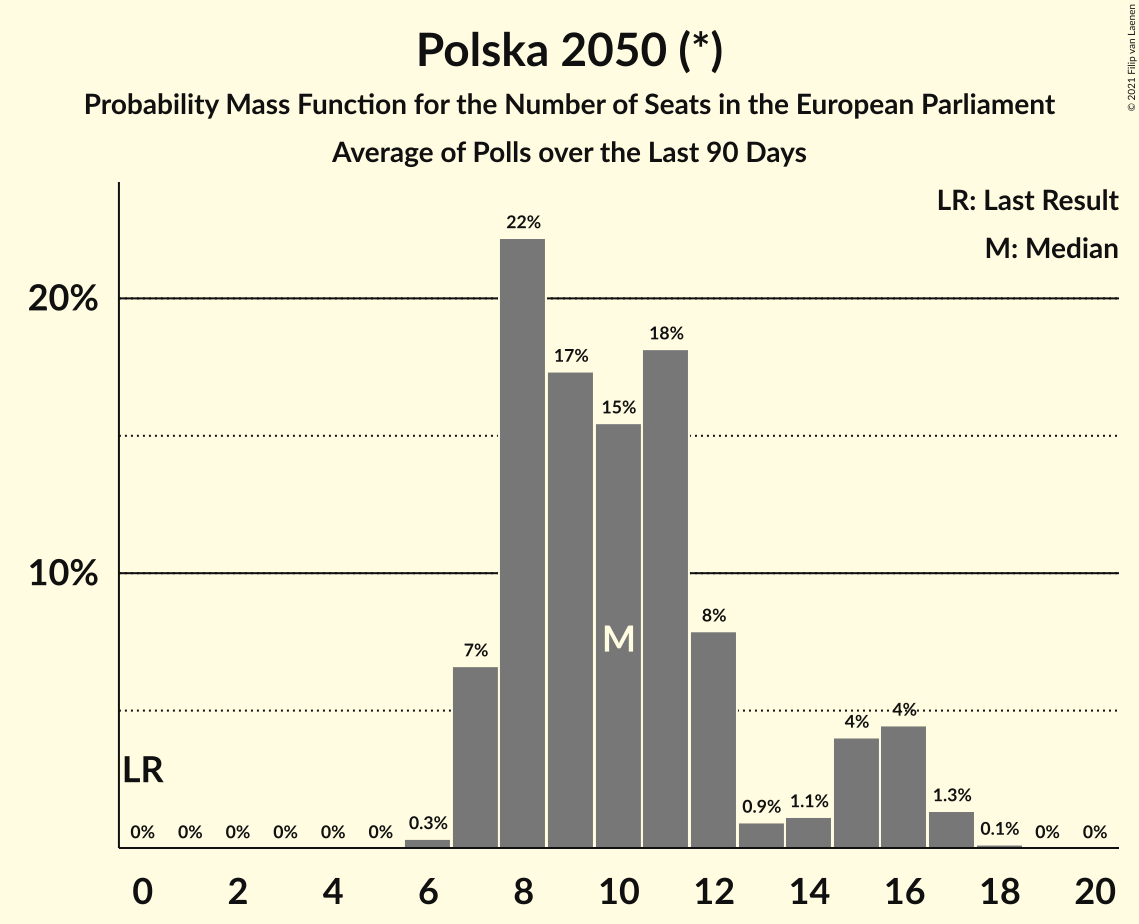 Polska 2050 (*)
Probability Mass Function for the Number of Seats in the European Parliament
Average of Polls over the Last 90 Days
© 2021 Filip van Laenen
LR: Last Result
M: Median
20%
10%
22%
17%
15%
18%
7%
8%
4%
4%
0.3%
0.9%
1.1%
1.3%
0.1%
0%
0%
0%
0%
0%
0%
0%
0%
LR
M
0 2 4 6 8 10 12 14 16 18 20